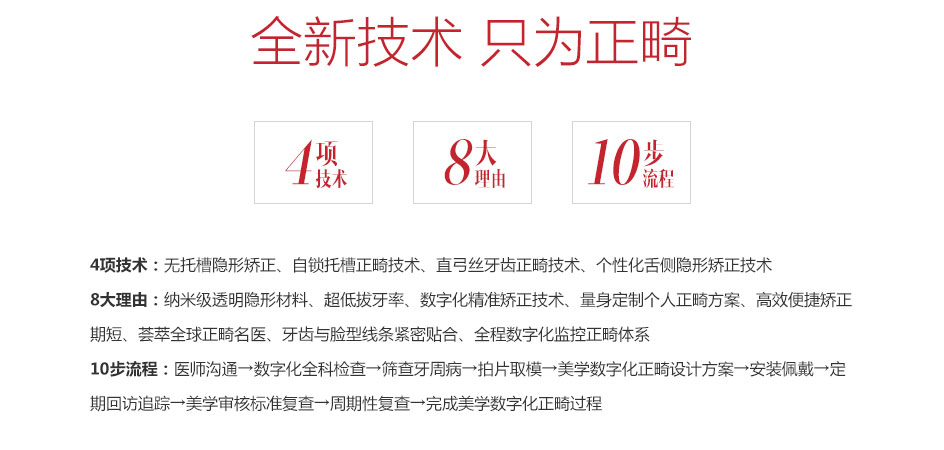 全新技术 只为正畸
4项技术
8大理由
10步流程
4项技术：无托槽隐形矫正、自锁托槽正畸技术、直弓丝牙齿正畸技术、个性化舌侧隐形矫正技术
8大理由：纳米级透明隐形材料、超低拔牙率、数字化精准矫正技术、量身定制个人正畸方案、高效便捷矫正
期短、荟萃全球正畸名医、牙齿与脸型线条紧密贴合、全程数字化监控正畸体系
10步流程：医师沟通→数字化全科检查→筛查牙周病→拍片取模→美学数字化正畸设计方案→安装佩戴→定
期回访追踪→美学审核标准复查→周期性复查→完成美学数字化正畸过程